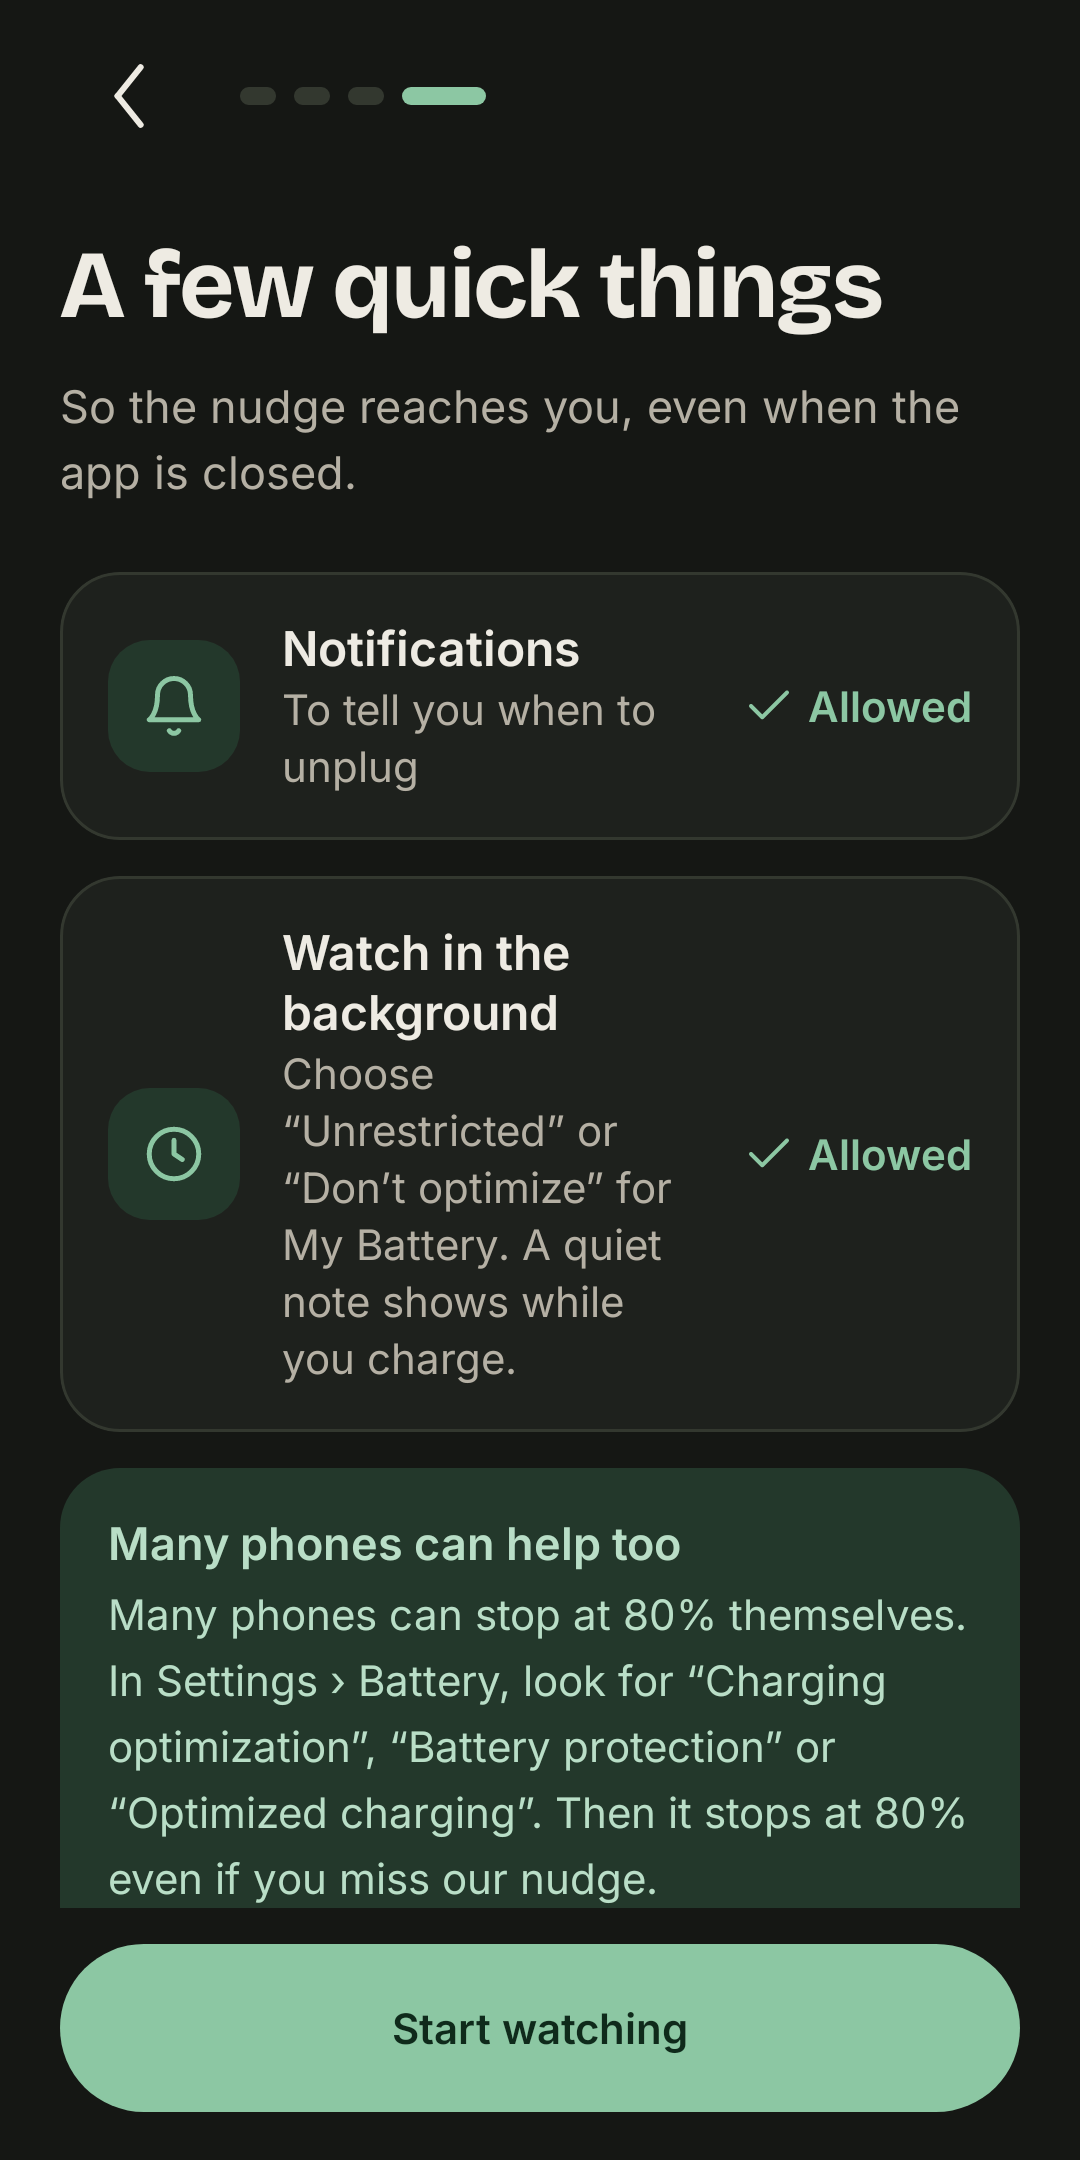 A few quick things
So the nudge reaches you, even when the
app is closed.
Notifications
To tell you when to
unplug
Allowed
Watch in the
background
Choose
“Unrestricted” or
“Don’t optimize” for
My Battery. A quiet
note shows while
you charge.
Allowed
Many phones can help too
Many phones can stop at 80% themselves.
In Settings › Battery, look for “Charging
optimization”, “Battery protection” or
“Optimized charging”. Then it stops at 80%
even if you miss our nudge.
Start watching